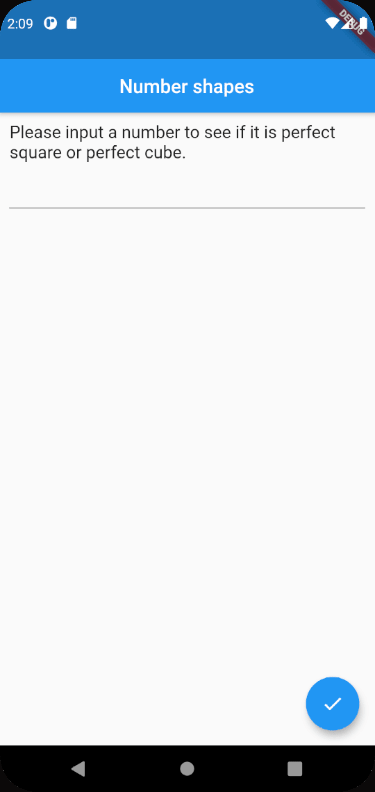 2:09
DEBUG
Number shapes
Please input a number to see if it is perfect
square or perfect cube.